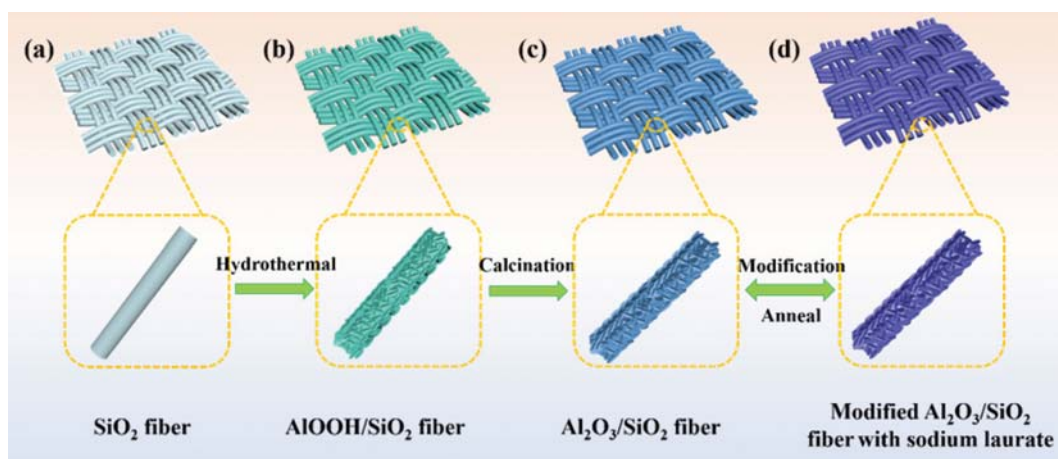 (a)
(b)
(c)
(d)
Hydrothermal
Calcination
Modification
Anneal
SiO₂ fiber
AlOOH/SiO₂ fiber
Al₂O₃/SiO₂ fiber
Modified Al₂O₃/SiO₂
fiber with sodium laurate